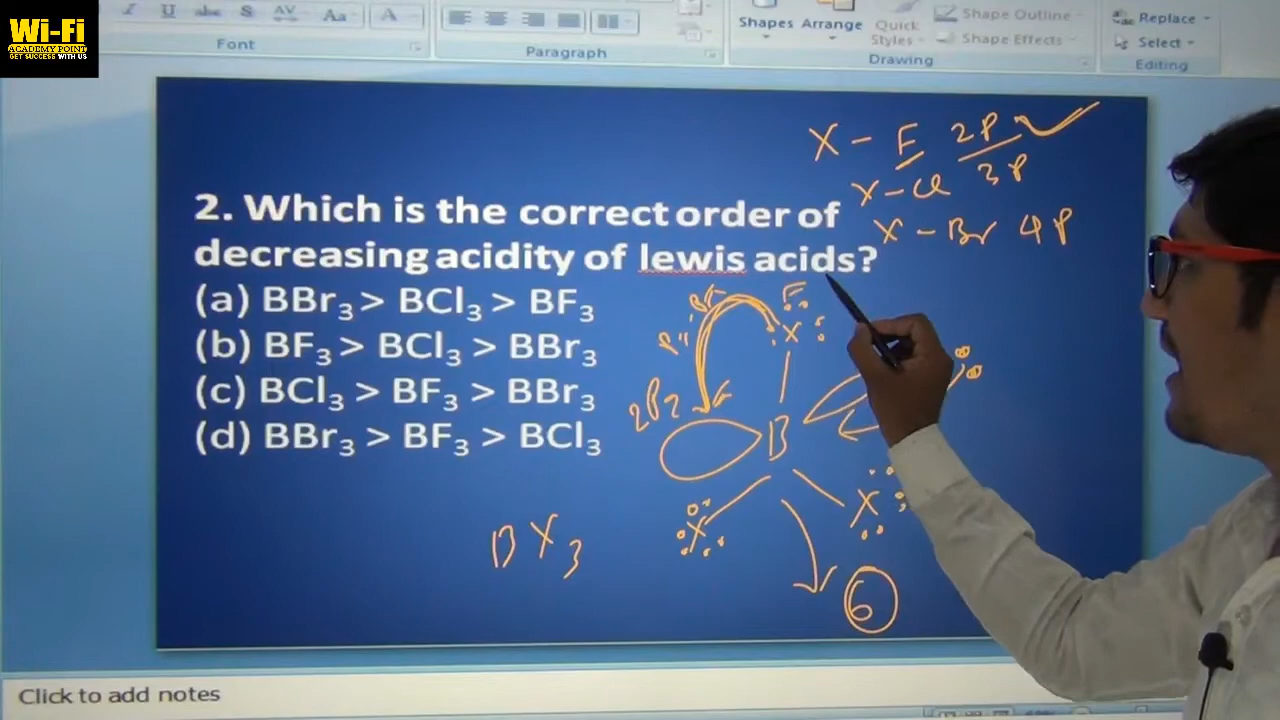 Wi-Fi
ACADEMY POINT
GET SUCCESS WITH US
I U abc S AV Aa A
Font
Paragraph
Shapes Arrange Quick Styles
Shape Outline
Shape Effects
Drawing
Replace
Select
Editing
2. Which is the correct order of
decreasing acidity of lewis acids?
(a) BBr3 > BCl3 > BF3
(b) BF3 > BCl3 > BBr3
(c) BCl3 > BF3 > BBr3
(d) BBr3 > BF3 > BCl3
X - F 2P
X - Cl 3P
X - Br 4P
F
X
2P2
B
X
X
BX3
6
Click to add notes